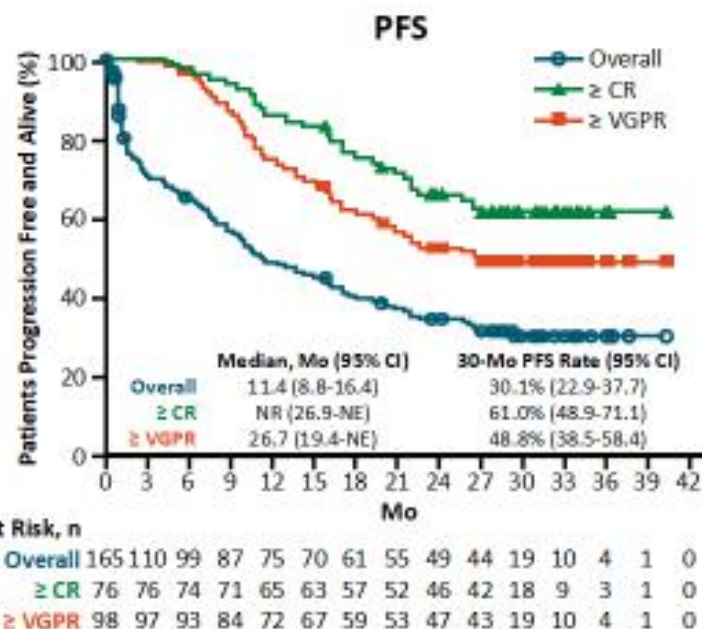 PFS
Patients Progression Free and Alive (%)
100
80
60
40
20
0
Overall
≥ CR
≥ VGPR
Median, Mo (95% CI) 30-Mo PFS Rate (95% CI)
Overall 11.4 (8.8-16.4) 30.1% (22.9-37.7)
≥ CR NR (26.9-NE) 61.0% (48.9-71.1)
≥ VGPR 26.7 (19.4-NE) 48.8% (38.5-58.4)
0 3 6 9 12 15 18 21 24 27 30 33 36 39 42
Mo
t Risk, n
Overall 165 110 99 87 75 70 61 55 49 44 19 10 4 1 0
≥ CR 76 76 74 71 65 63 57 52 46 42 18 9 3 1 0
≥ VGPR 98 97 93 84 72 67 59 53 47 43 19 10 4 1 0